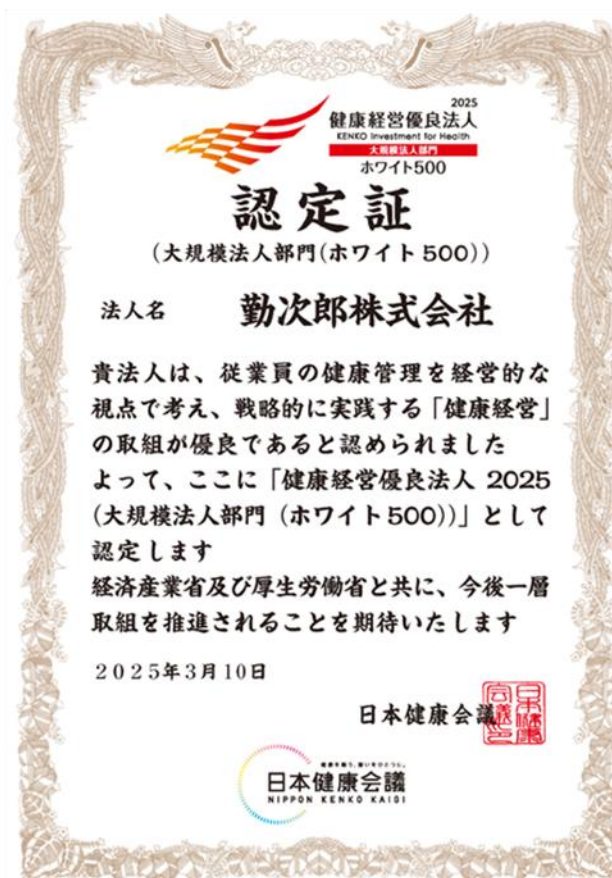 2025
健康経営優良法人
KENKO Investment for Health
大規模法人部門
ホワイト500
認定証
(大規模法人部門(ホワイト500))
法人名 勤次郎株式会社
貴法人は、従業員の健康管理を経営的な
視点で考え、戦略的に実践する「健康経営」
の取組が優良であると認められました
よって、ここに「健康経営優良法人 2025
(大規模法人部門 (ホワイト500))」として
認定します
経済産業省及び厚生労働省と共に、今後一層
取組を推進されることを期待いたします
2025年3月10日
日本健康会議
日本健康会議
NIPPON KENKO KAIGI